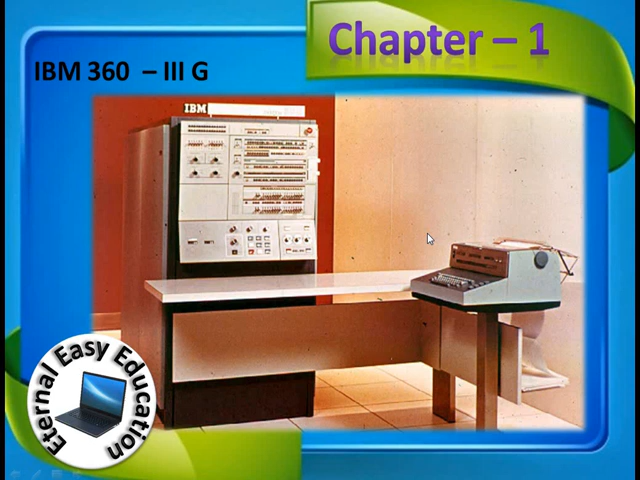 Chapter – 1
IBM 360 – III G
IBM
Eternal Easy Education